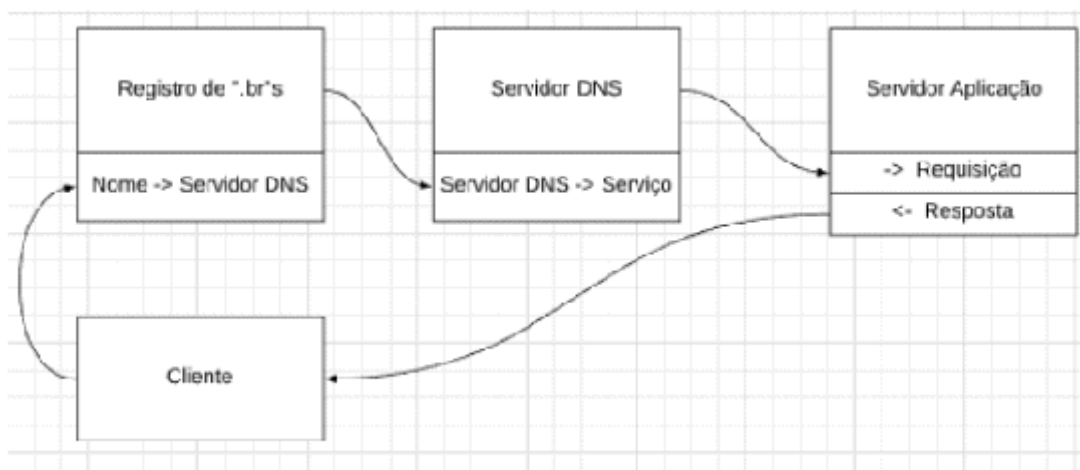 Registro de ".br"s
Servidor DNS
Servidor Aplicação
Nome -> Servidor DNS
Servidor DNS -> Serviço
-> Requisição
<- Resposta
Cliente